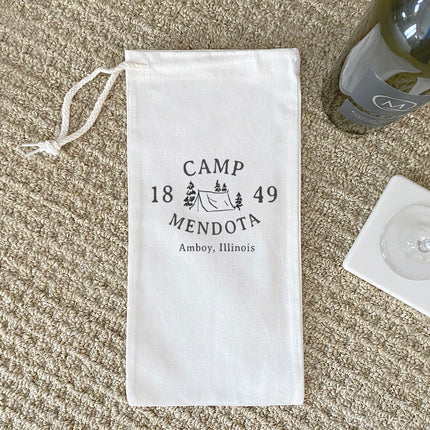 CAMP
18 49
MENDOTA
Amboy, Illinois
M